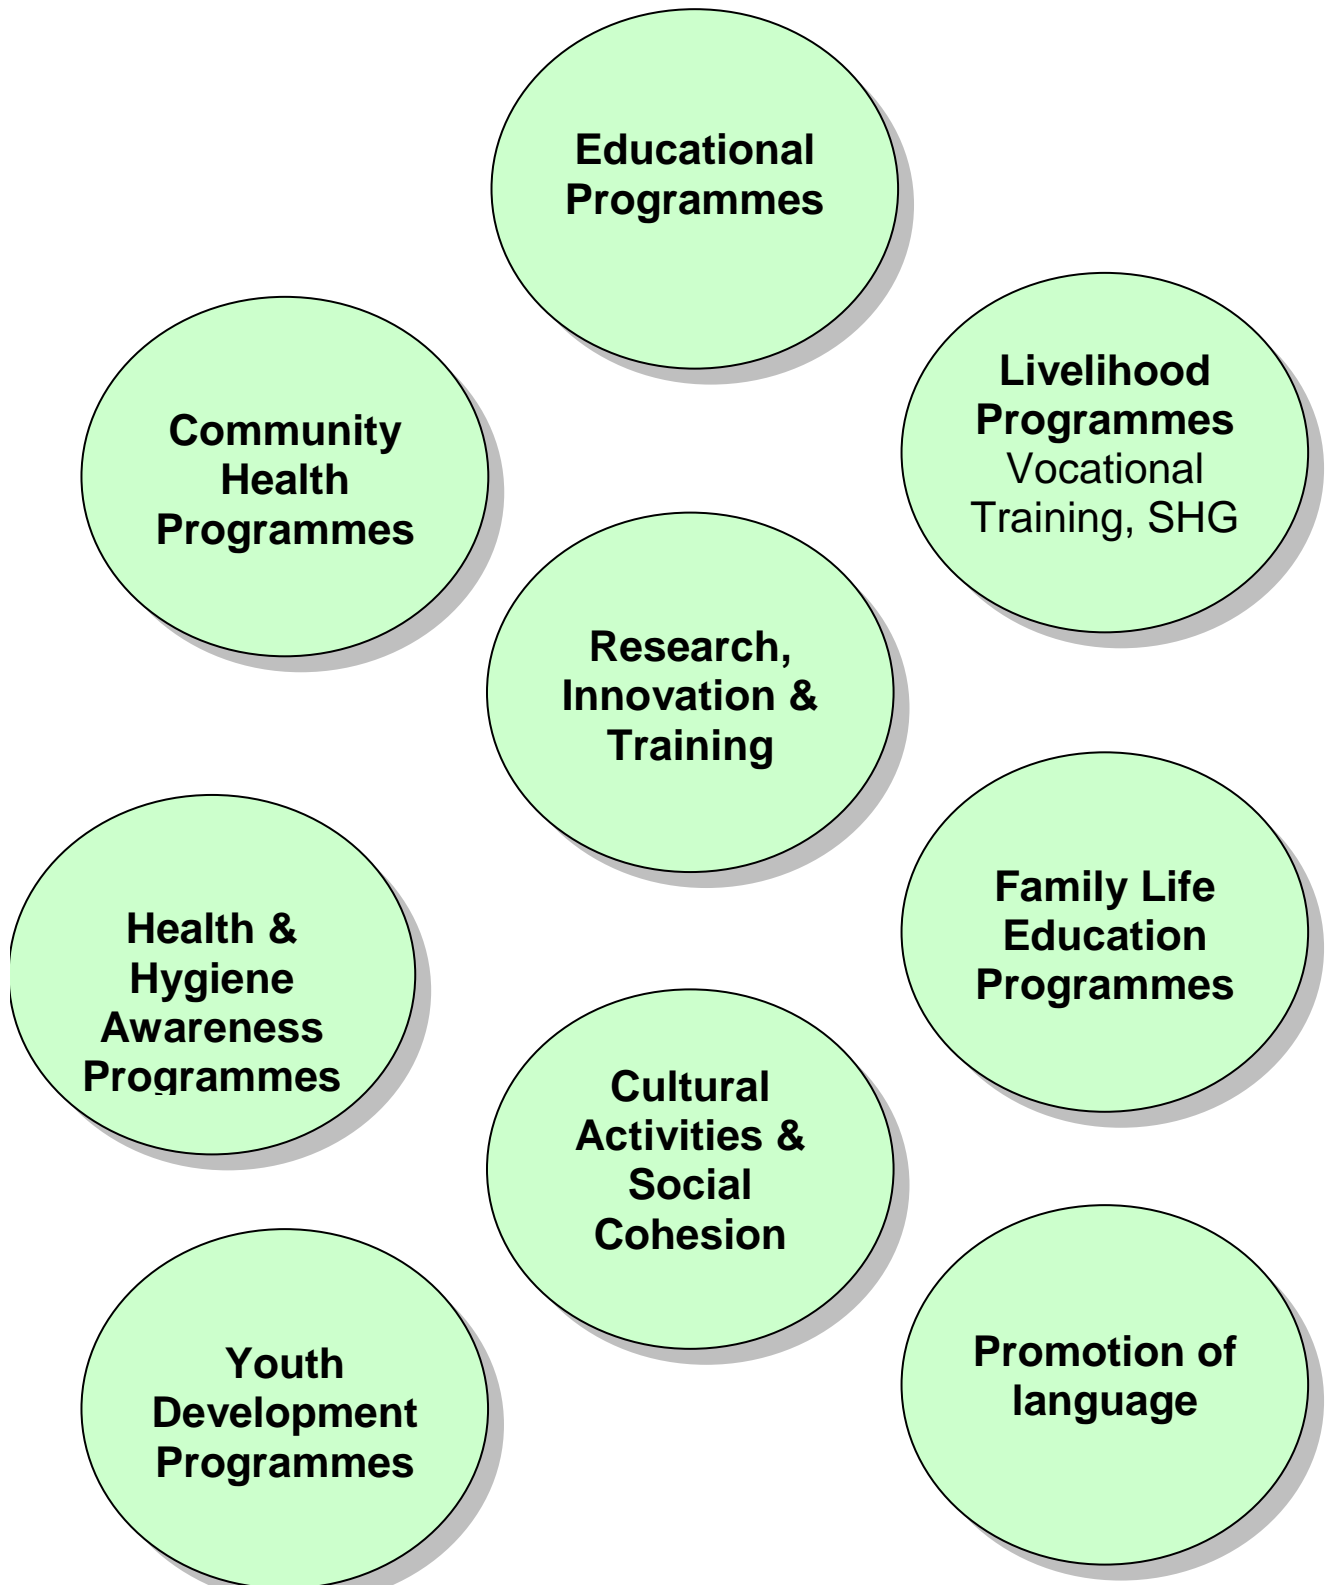 Educational
Programmes
Livelihood
Programmes
Vocational
Training, SHG
Community
Health
Programmes
Research,
Innovation &
Training
Family Life
Education
Programmes
Health &
Hygiene
Awareness
Programmes
Cultural
Activities &
Social
Cohesion
Promotion of
language
Youth
Development
Programmes